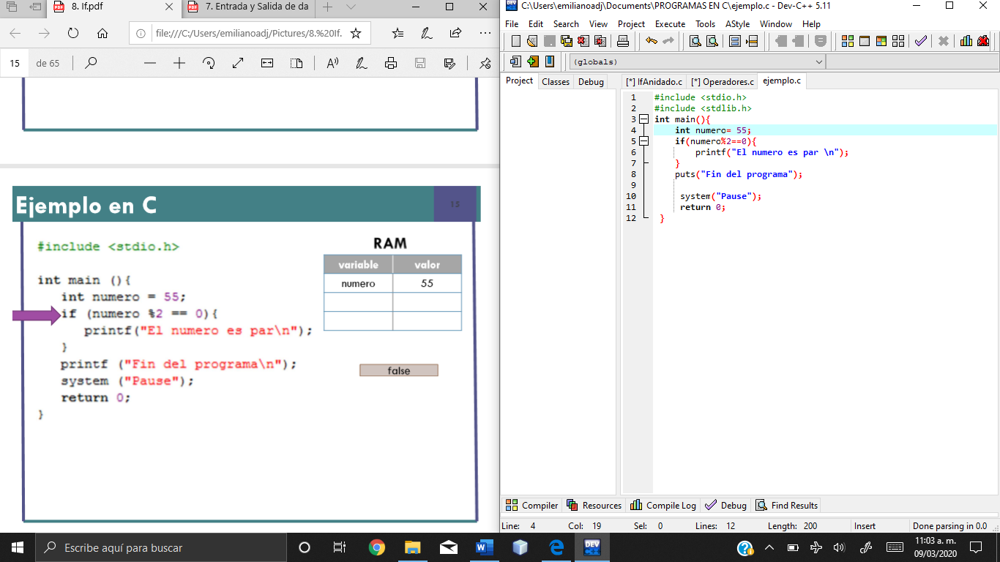 8. If.pdf
7. Entrada y Salida de da
file:///C:/Users/emilianoadj/Pictures/8.%20If.
15 de 65
Ejemplo en C
15
#include <stdio.h>
int main (){
int numero = 55;
if (numero %2 == 0){
printf("El numero es par\n");
}
printf ("Fin del programa\n");
system ("Pause");
return 0;
}
RAM
variable valor
numero 55
false
C:\Users\emilianoadj\Documents\PROGRAMAS EN C\ejemplo.c - Dev-C++ 5.11
File Edit Search View Project Execute Tools AStyle Window Help
(globals)
Project Classes Debug
[*] IfAnidado.c [*] Operadores.c ejemplo.c
1 #include <stdio.h>
2 #include <stdlib.h>
3 int main(){
4 int numero= 55;
5 if(numero%2==0){
6 printf("El numero es par \n");
7 }
8 puts("Fin del programa");
9
10 system("Pause");
11 return 0;
12 }
Compiler Resources Compile Log Debug Find Results
Line: 4 Col: 19 Sel: 0 Lines: 12 Length: 200 Insert Done parsing in 0.0
Escribe aquí para buscar
11:03 a. m.
09/03/2020